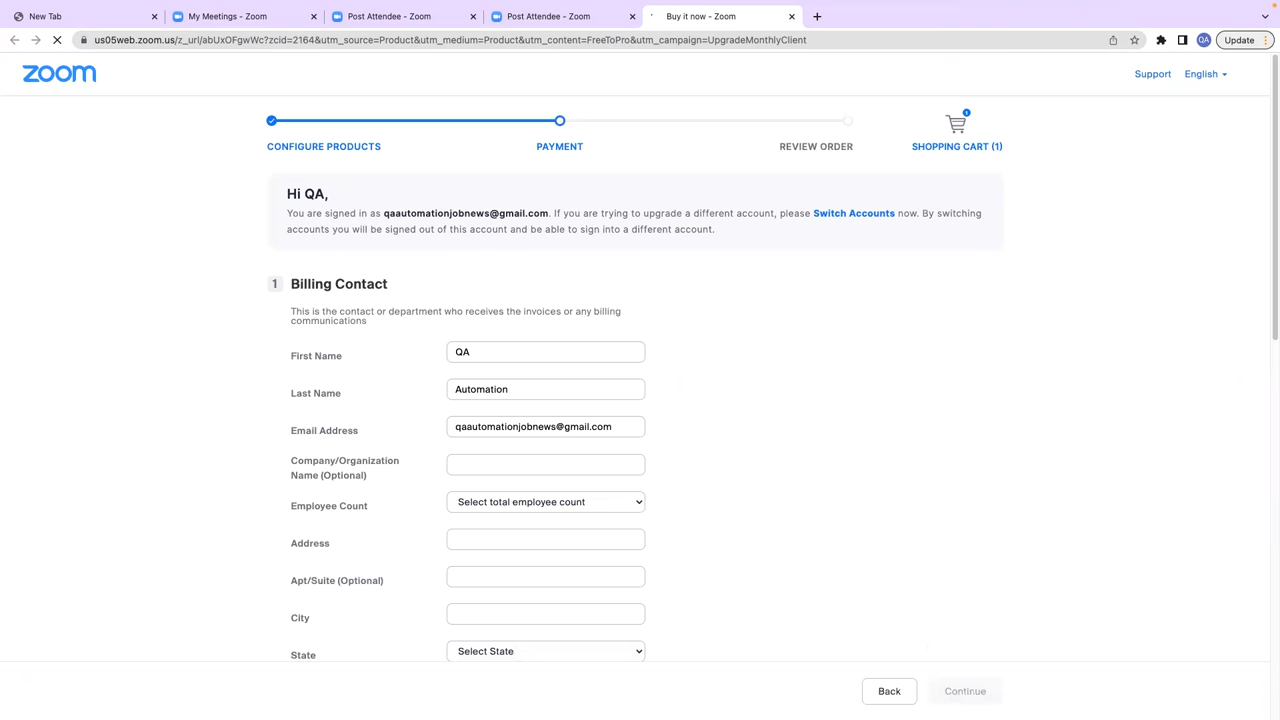 New Tab
My Meetings - Zoom
Post Attendee - Zoom
Post Attendee - Zoom
Buy it now - Zoom
us05web.zoom.us/z_url/abUxOFgwWc?zcid=2164&utm_source=Product&utm_medium=Product&utm_content=FreeToPro&utm_campaign=UpgradeMonthlyClient
QA
Update
zoom
Support
English
CONFIGURE PRODUCTS
PAYMENT
REVIEW ORDER
SHOPPING CART (1)
Hi QA,
You are signed in as qaautomationjobnews@gmail.com. If you are trying to upgrade a different account, please Switch Accounts now. By switching
accounts you will be signed out of this account and be able to sign into a different account.
1 Billing Contact
This is the contact or department who receives the invoices or any billing
communications
First Name
QA
Last Name
Automation
Email Address
qaautomationjobnews@gmail.com
Company/Organization
Name (Optional)
Employee Count
Select total employee count
Address
Apt/Suite (Optional)
City
State
Select State
Back
Continue